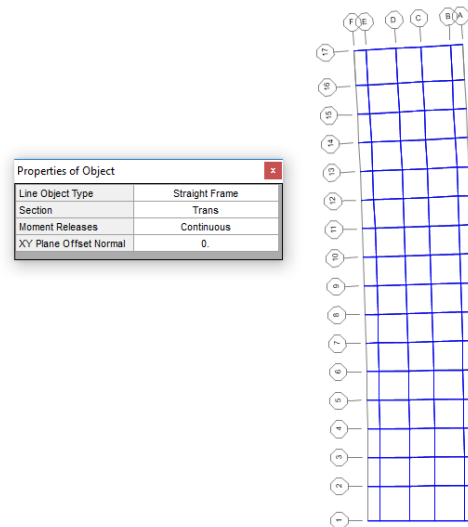 F E D C B A
17
16
15
14
Properties of Object x
13
Line Object Type Straight Frame
Section Trans
12
Moment Releases Continuous
11
XY Plane Offset Normal 0.
10
9
8
7
6
5
4
3
2
1